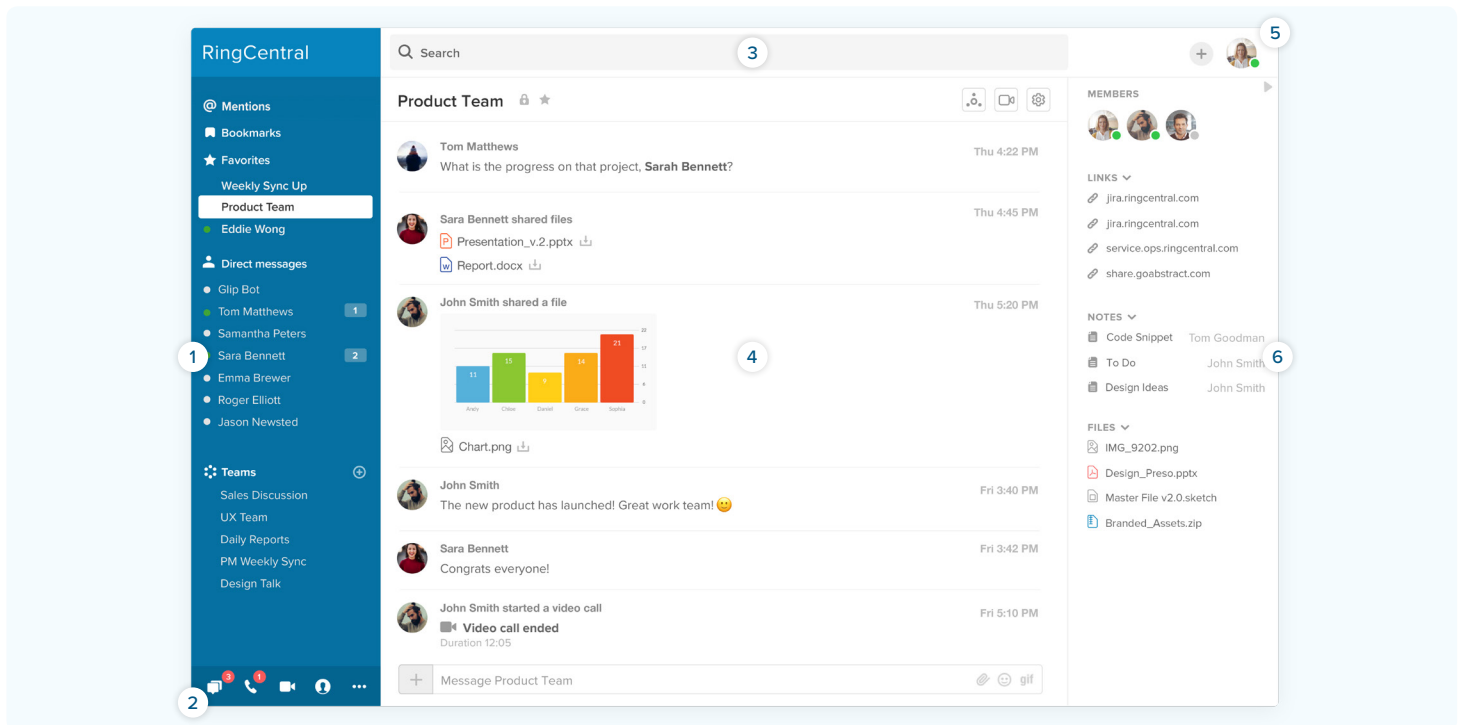 RingCentral
Mentions
Bookmarks
Favorites
Weekly Sync Up
Product Team
Eddie Wong
Direct messages
Glip Bot
Tom Matthews 1
Samantha Peters
1 Sara Bennett 2
Emma Brewer
Roger Elliott
Jason Newsted
Teams
Sales Discussion
UX Team
Daily Reports
PM Weekly Sync
Design Talk
3 1
2
Search 3
5
Product Team
Tom Matthews Thu 4:22 PM
What is the progress on that project, Sarah Bennett?
Sara Bennett shared files Thu 4:45 PM
Presentation_v.2.pptx
Report.docx
John Smith shared a file Thu 5:20 PM
11 15 9 14 21
Chloe Daniel Grace Sophia
4
Chart.png
John Smith Fri 3:40 PM
The new product has launched! Great work team!
Sara Bennett Fri 3:42 PM
Congrats everyone!
John Smith started a video call Fri 5:10 PM
Video call ended
Duration 12:05
Message Product Team gif
MEMBERS
LINKS
jira.ringcentral.com
jira.ringcentral.com
service.ops.ringcentral.com
share.goabstract.com
NOTES
Code Snippet Tom Goodman
To Do John Smith
6
Design Ideas John Smith
FILES
IMG_9202.png
Design_Preso.pptx
Master File v2.0.sketch
Branded_Assets.zip